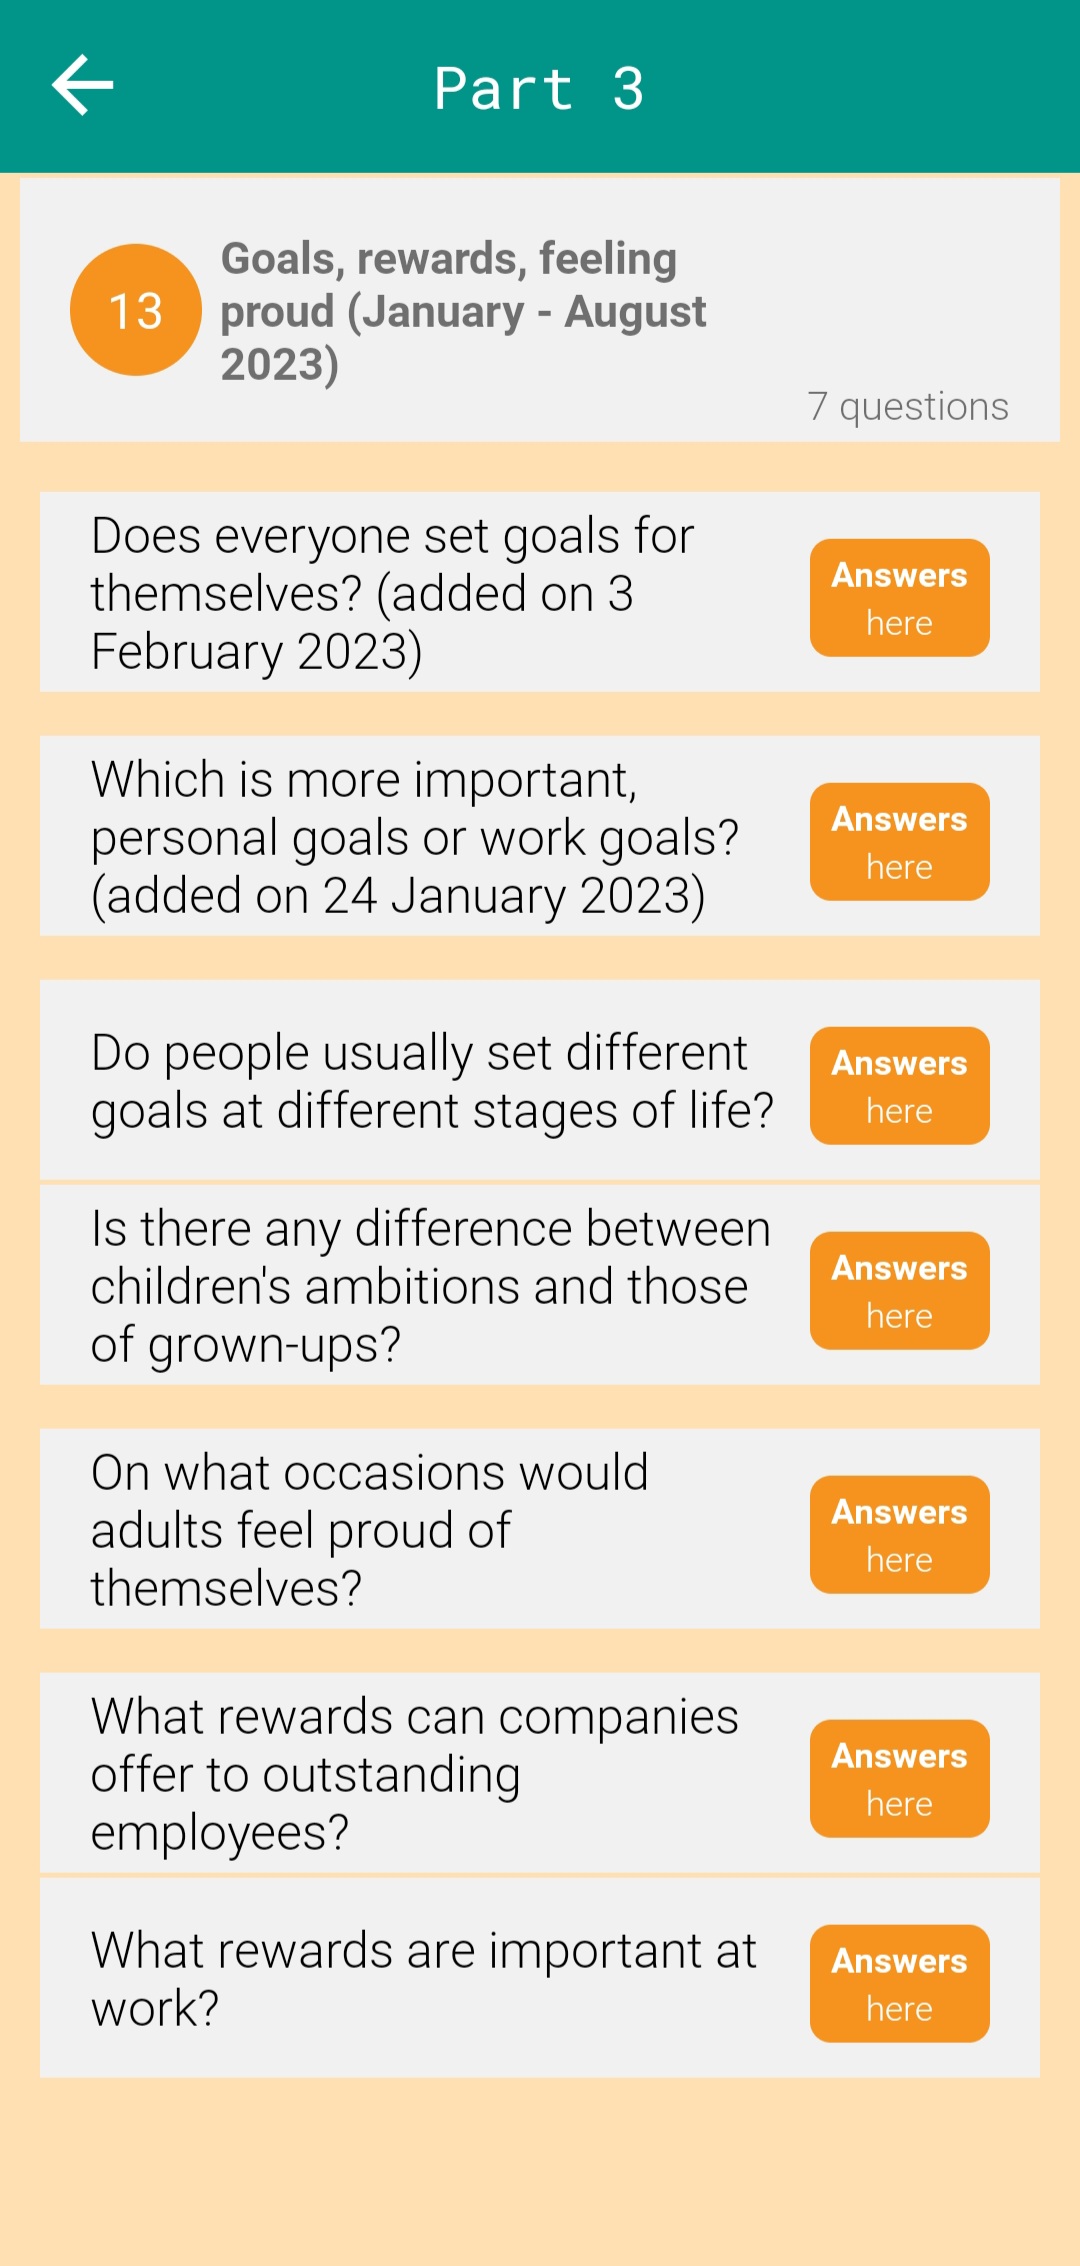 Part 3
13
Goals, rewards, feeling
proud (January - August
2023)
7 questions
Does everyone set goals for
themselves? (added on 3
February 2023)
Answers
here
Which is more important,
personal goals or work goals?
(added on 24 January 2023)
Answers
here
Do people usually set different
goals at different stages of life?
Answers
here
Is there any difference between
children's ambitions and those
of grown-ups?
Answers
here
On what occasions would
adults feel proud of
themselves?
Answers
here
What rewards can companies
offer to outstanding
employees?
Answers
here
What rewards are important at
work?
Answers
here